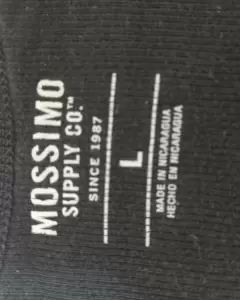 MOSSIMO
SUPPLY CO.™
SINCE 1987
L
MADE IN NICARAGUA
HECHO EN NICARAGUA